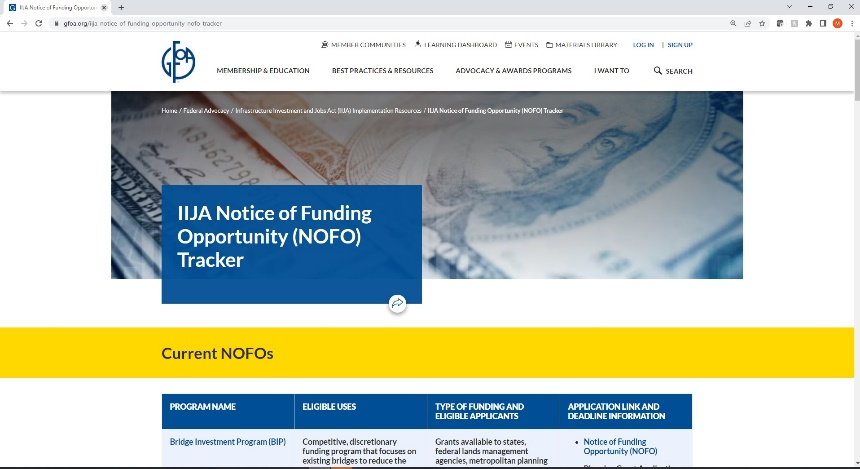 IIJA Notice of Funding Opportun
gfoa.org/iija-notice-of-funding-opportunity-nofo-tracker
M
GFOA
MEMBER COMMUNITIES LEARNING DASHBOARD EVENTS MATERIALS LIBRARY LOG IN | SIGN UP
MEMBERSHIP & EDUCATION BEST PRACTICES & RESOURCES ADVOCACY & AWARDS PROGRAMS I WANT TO SEARCH
Home / Federal Advocacy / Infrastructure Investment and Jobs Act (IIJA) Implementation Resources / IIJA Notice of Funding Opportunity (NOFO) Tracker
IIJA Notice of Funding
Opportunity (NOFO)
Tracker
Current NOFOs
PROGRAM NAME ELIGIBLE USES TYPE OF FUNDING AND APPLICATION LINK AND
ELIGIBLE APPLICANTS DEADLINE INFORMATION
Bridge Investment Program (BIP) Competitive, discretionary Grants available to states, • Notice of Funding
funding program that focuses on federal lands management Opportunity (NOFO)
existing bridges to reduce the agencies, metropolitan planning